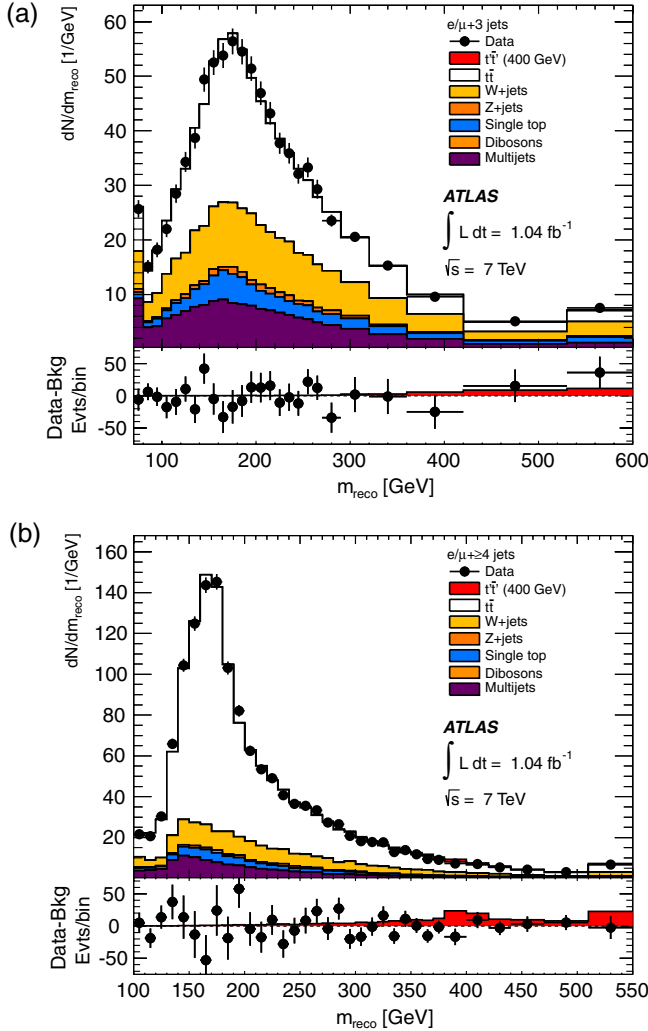 (a)
dN/dm_reco [1/GeV]
60
50
40
30
20
10
e/μ+3 jets
Data
t't̄' (400 GeV)
tt̄
W+jets
Z+jets
Single top
Dibosons
Multijets
ATLAS
∫ L dt = 1.04 fb⁻¹
√s = 7 TeV
Data-Bkg
Evts/bin
50
0
-50
100 200 300 400 500 600
m_reco [GeV]
(b)
dN/dm_reco [1/GeV]
160
140
120
100
80
60
40
20
e/μ+≥4 jets
Data
t't̄' (400 GeV)
tt̄
W+jets
Z+jets
Single top
Dibosons
Multijets
ATLAS
∫ L dt = 1.04 fb⁻¹
√s = 7 TeV
Data-Bkg
Evts/bin
50
0
-50
100 150 200 250 300 350 400 450 500 550
m_reco [GeV]